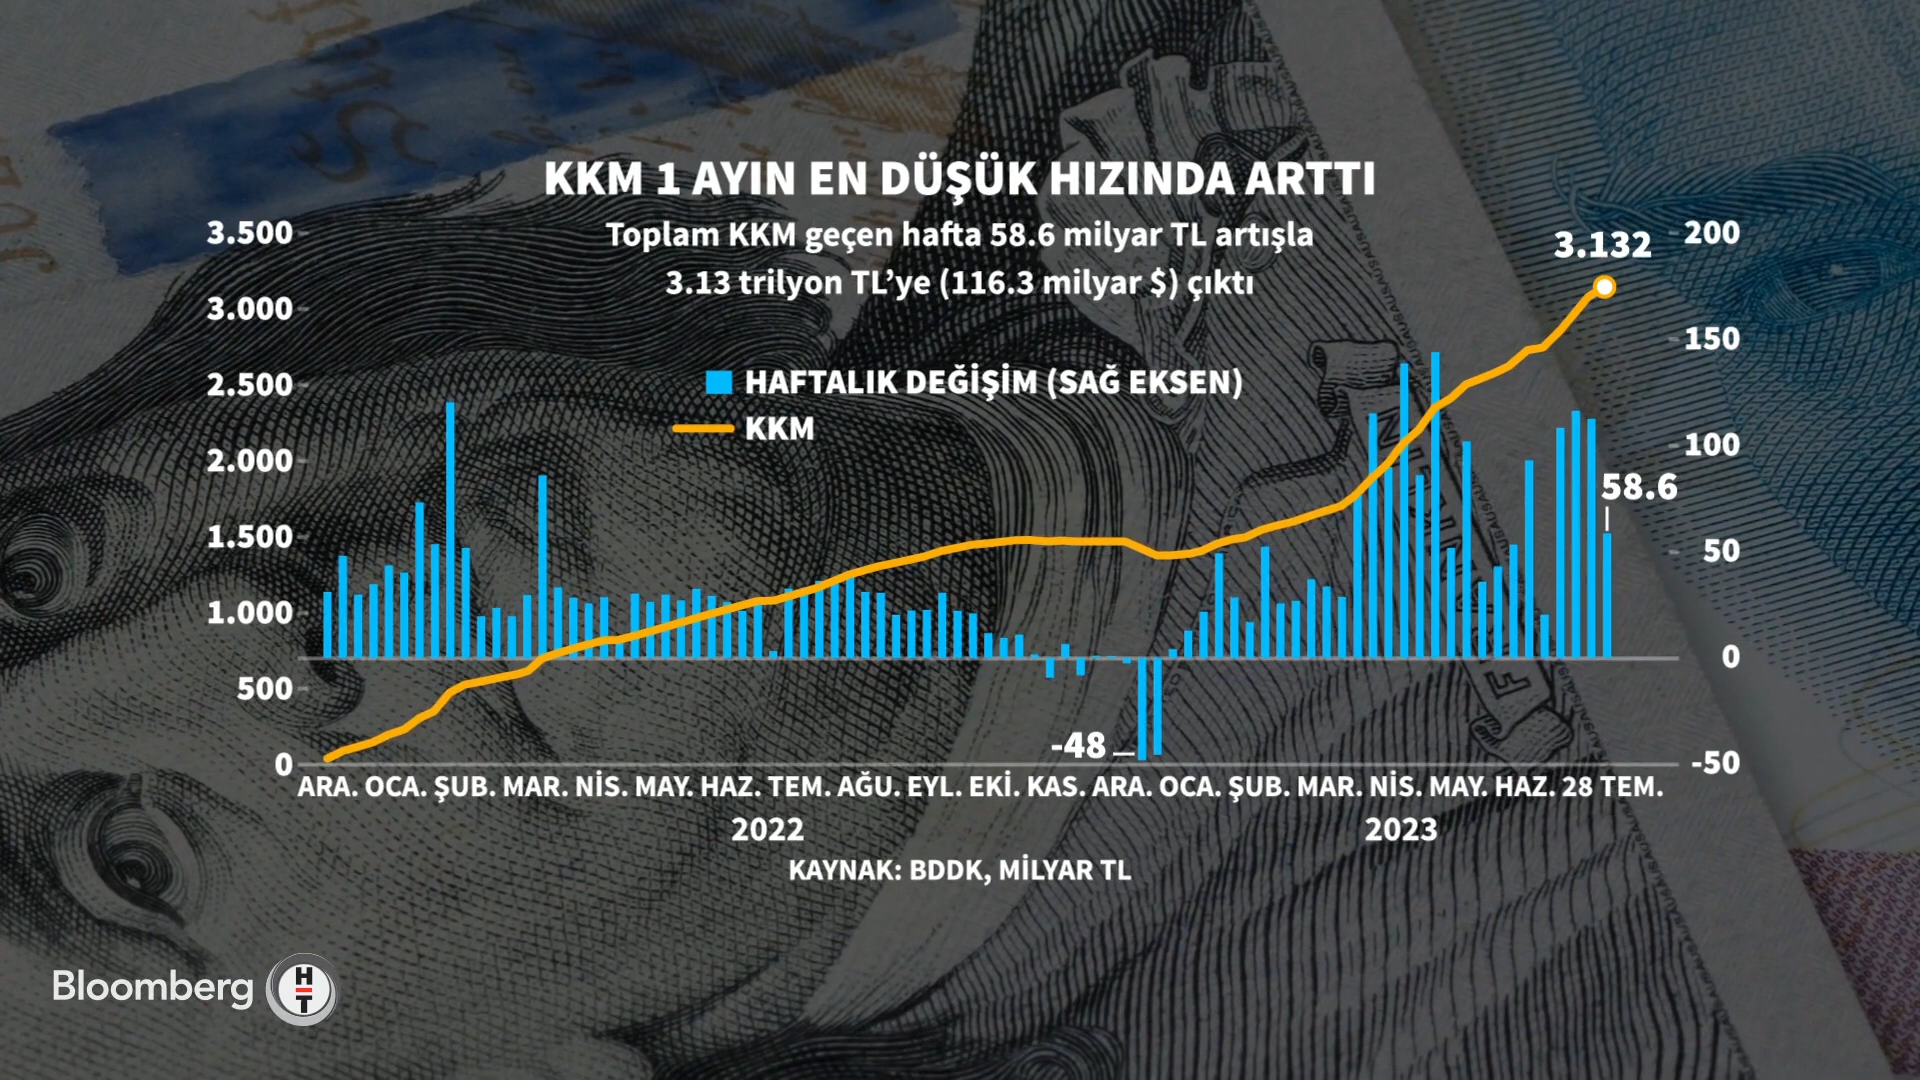 KKM 1 AYIN EN DÜŞÜK HIZINDA ARTTI
Toplam KKM geçen hafta 58.6 milyar TL artışla
3.13 trilyon TL’ye (116.3 milyar $) çıktı
HAFTALIK DEĞİŞİM (SAĞ EKSEN)
KKM
3.500
3.000
2.500
2.000
1.500
1.000
500
0
200
150
100
50
0
-50
3.132
58.6
-48
ARA. OCA. ŞUB. MAR. NİS. MAY. HAZ. TEM. AĞU. EYL. EKİ. KAS. ARA. OCA. ŞUB. MAR. NİS. MAY. HAZ. 28 TEM.
2022 2023
KAYNAK: BDDK, MİLYAR TL
Bloomberg HT